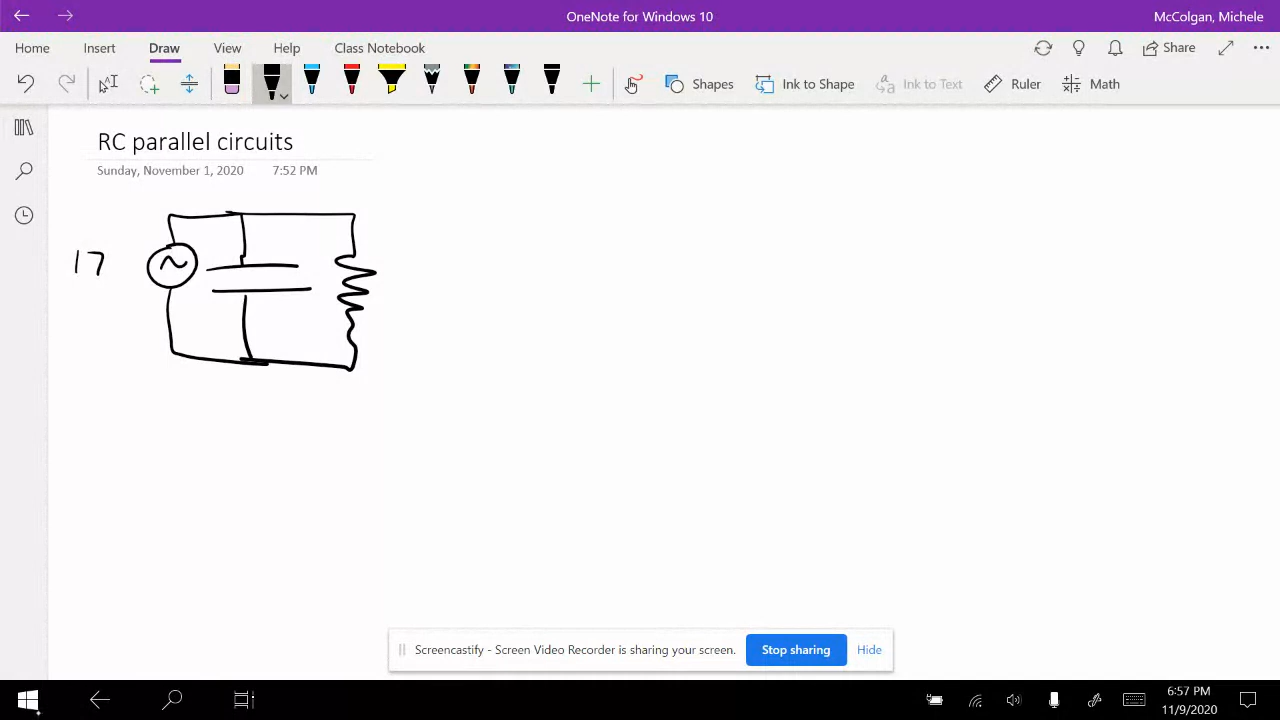 OneNote for Windows 10
McColgan, Michele
Home Insert Draw View Help Class Notebook Share
Shapes Ink to Shape Ink to Text Ruler Math
RC parallel circuits
Sunday, November 1, 2020 7:52 PM
17
Screencastify - Screen Video Recorder is sharing your screen. Stop sharing Hide
6:57 PM
11/9/2020